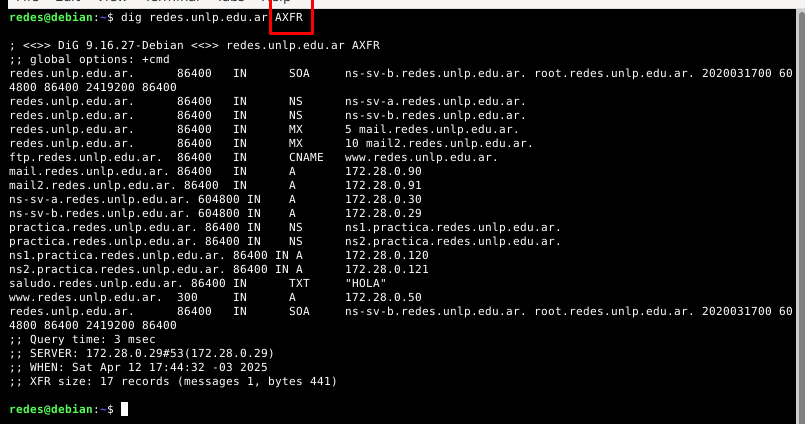 redes@debian:~$ dig redes.unlp.edu.ar AXFR
; <<>> DiG 9.16.27-Debian <<>> redes.unlp.edu.ar AXFR
;; global options: +cmd
redes.unlp.edu.ar. 86400 IN SOA ns-sv-b.redes.unlp.edu.ar. root.redes.unlp.edu.ar. 2020031700 60
4800 86400 2419200 86400
redes.unlp.edu.ar. 86400 IN NS ns-sv-a.redes.unlp.edu.ar.
redes.unlp.edu.ar. 86400 IN NS ns-sv-b.redes.unlp.edu.ar.
redes.unlp.edu.ar. 86400 IN MX 5 mail.redes.unlp.edu.ar.
redes.unlp.edu.ar. 86400 IN MX 10 mail2.redes.unlp.edu.ar.
ftp.redes.unlp.edu.ar. 86400 IN CNAME www.redes.unlp.edu.ar.
mail.redes.unlp.edu.ar. 86400 IN A 172.28.0.90
mail2.redes.unlp.edu.ar. 86400 IN A 172.28.0.91
ns-sv-a.redes.unlp.edu.ar. 604800 IN A 172.28.0.30
ns-sv-b.redes.unlp.edu.ar. 604800 IN A 172.28.0.29
practica.redes.unlp.edu.ar. 86400 IN NS ns1.practica.redes.unlp.edu.ar.
practica.redes.unlp.edu.ar. 86400 IN NS ns2.practica.redes.unlp.edu.ar.
ns1.practica.redes.unlp.edu.ar. 86400 IN A 172.28.0.120
ns2.practica.redes.unlp.edu.ar. 86400 IN A 172.28.0.121
saludo.redes.unlp.edu.ar. 86400 IN TXT "HOLA"
www.redes.unlp.edu.ar. 300 IN A 172.28.0.50
redes.unlp.edu.ar. 86400 IN SOA ns-sv-b.redes.unlp.edu.ar. root.redes.unlp.edu.ar. 2020031700 60
4800 86400 2419200 86400
;; Query time: 3 msec
;; SERVER: 172.28.0.29#53(172.28.0.29)
;; WHEN: Sat Apr 12 17:44:32 -03 2025
;; XFR size: 17 records (messages 1, bytes 441)
redes@debian:~$